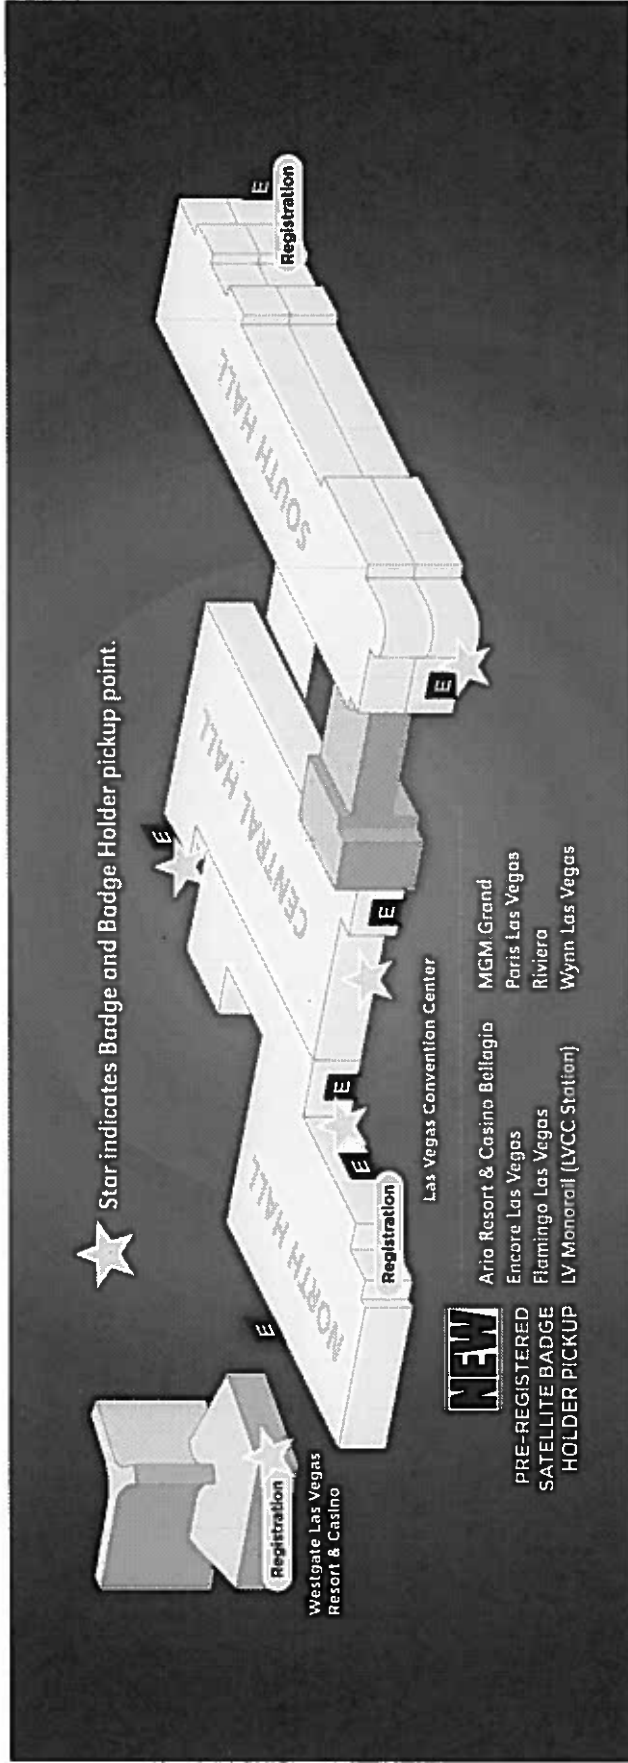 Star indicates Badge and Badge Holder pickup point.
E
Registration
SOUTH HALL
E
CENTRAL HALL
E
E
E
E
NORTH HALL
Registration
E
Registration
Westgate Las Vegas
Resort & Casino
Las Vegas Convention Center
NEW
PRE-REGISTERED
SATELLITE BADGE
HOLDER PICKUP
Aria Resort & Casino Bellagio
Encore Las Vegas
Flamingo Las Vegas
LV Monorail (LVCC Station)
MGM Grand
Paris Las Vegas
Riviera
Wynn Las Vegas